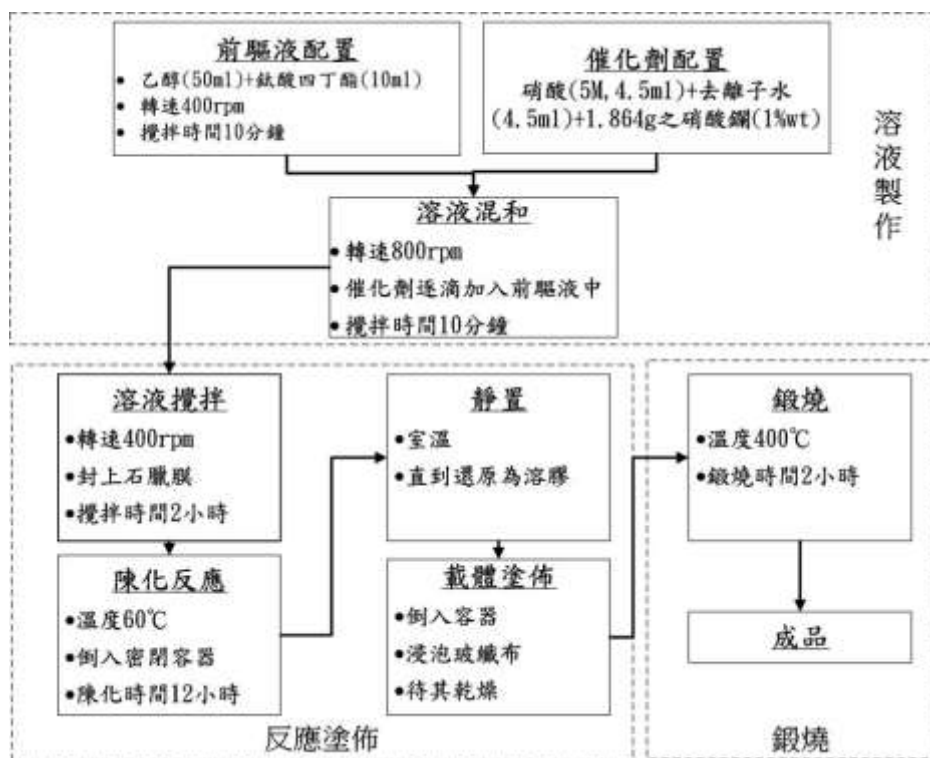 前驅液配置
• 乙醇(50ml)+鈦酸四丁酯(10ml)
• 轉速400rpm
• 攪拌時間10分鐘
催化劑配置
硝酸(5M,4.5ml)+去離子水
(4.5ml)+1.864g之硝酸鑭(1%wt)
溶液製作
溶液混和
• 轉速800rpm
• 催化劑逐滴加入前驅液中
• 攪拌時間10分鐘
溶液攪拌
•轉速400rpm
•封上石臘膜
•攪拌時間2小時
陳化反應
•溫度60℃
•倒入密閉容器
•陳化時間12小時
靜置
•室溫
•直到還原為溶膠
載體塗佈
•倒入容器
•浸泡玻纖布
•待其乾燥
反應塗佈
鍛燒
•溫度400℃
•鍛燒時間2小時
成品
鍛燒